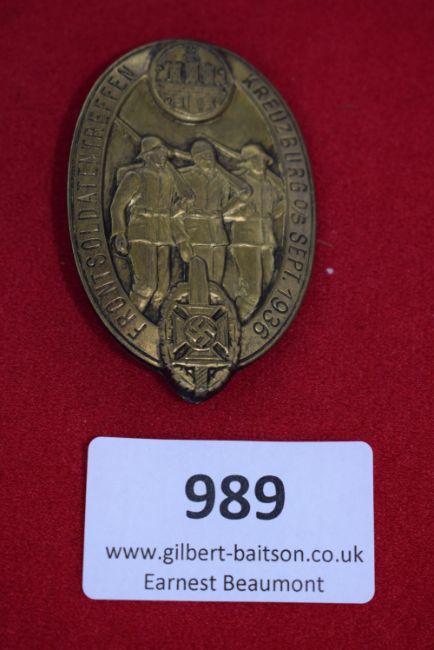 FRONTSOLDATENTREFFEN
KREUZBURG O/S SEPT. 1936
989
www.gilbert-baitson.co.uk
Earnest Beaumont